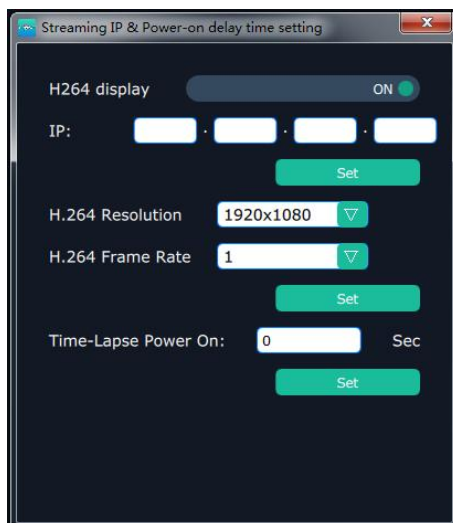 Streaming IP & Power-on delay time setting
H264 display ON
IP: . . .
Set
H.264 Resolution 1920x1080
H.264 Frame Rate 1
Set
Time-Lapse Power On: 0 Sec
Set